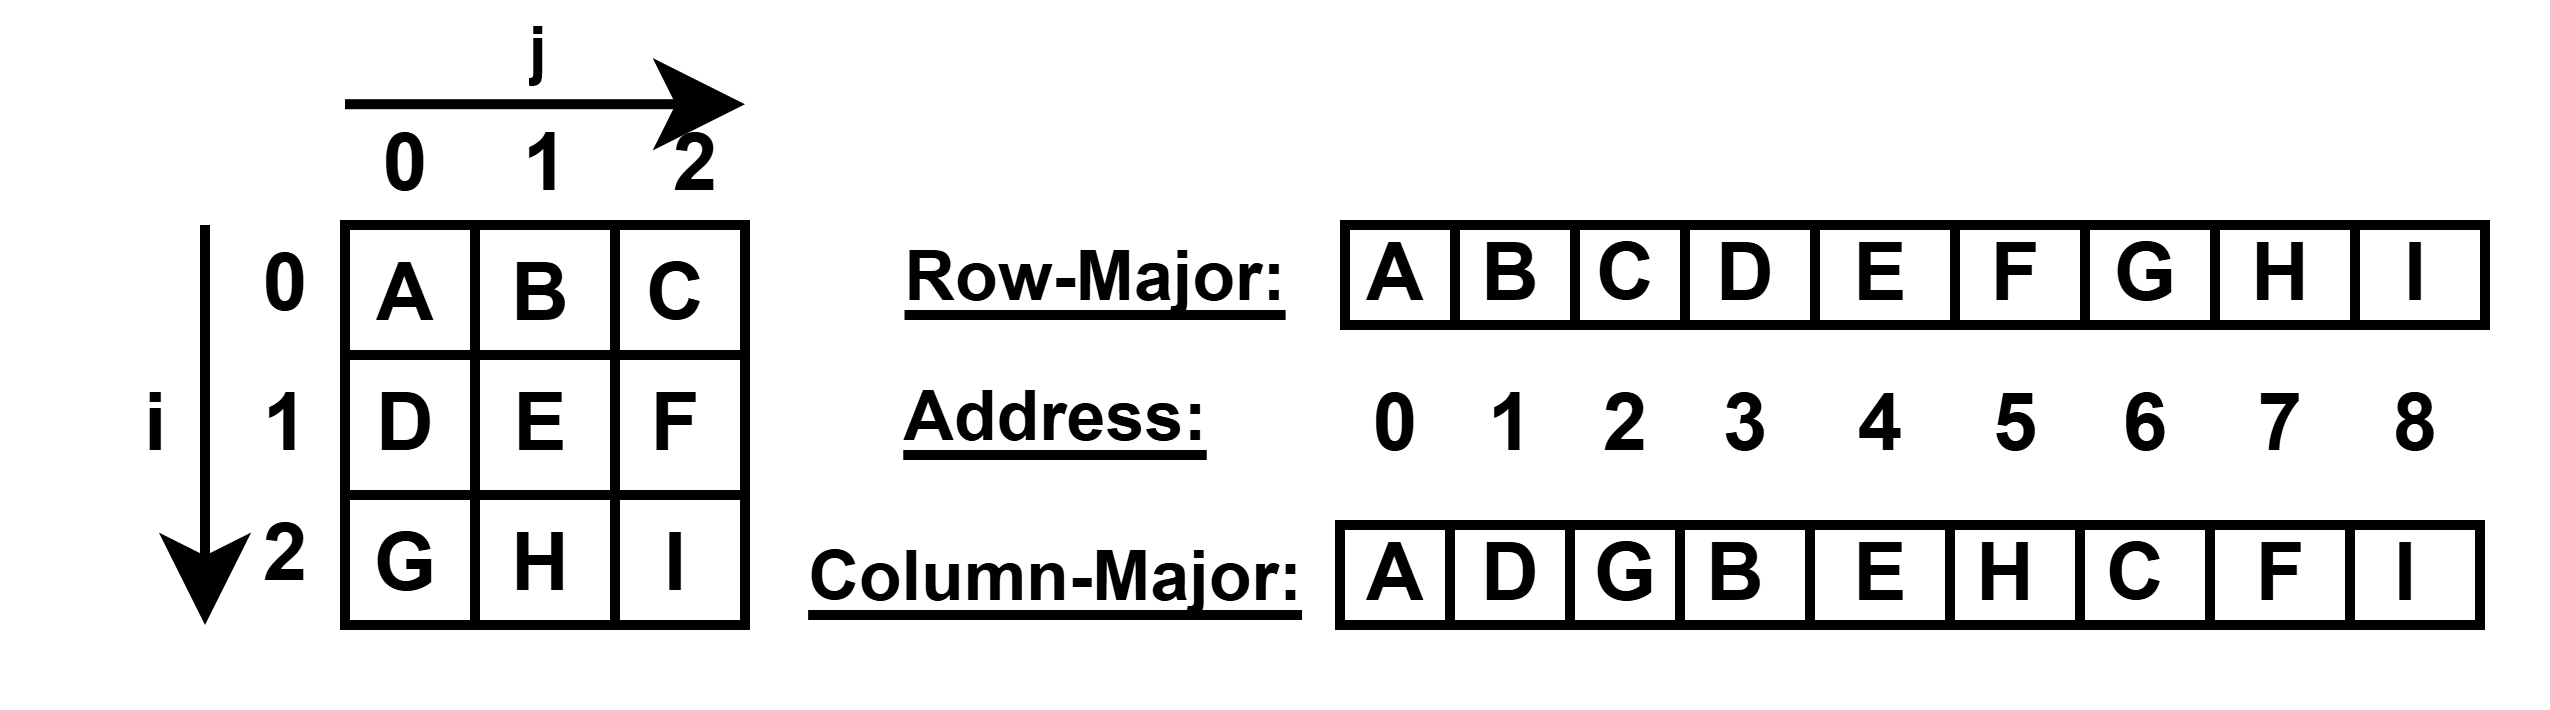 j
0 1 2
0 A B C
i 1 D E F
2 G H I
Row-Major: A B C D E F G H I
Address: 0 1 2 3 4 5 6 7 8
Column-Major: A D G B E H C F I